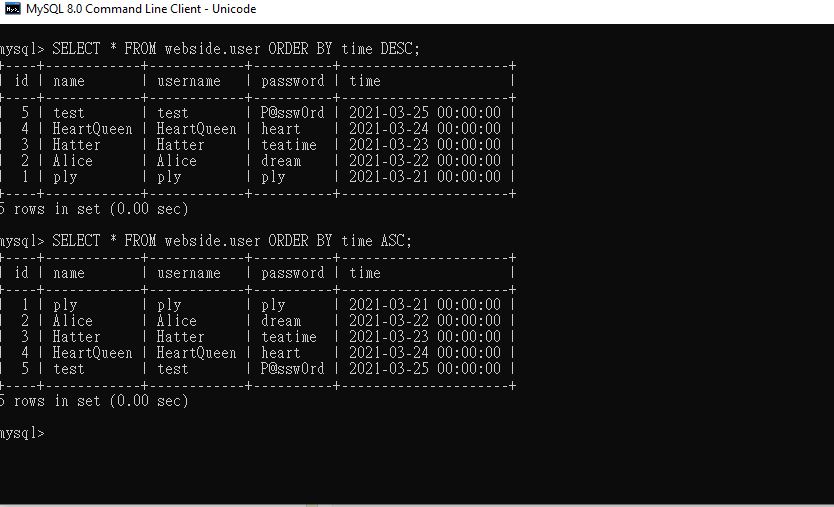 MySQL 8.0 Command Line Client - Unicode
mysql> SELECT * FROM webside.user ORDER BY time DESC;
+----+------------+------------+----------+---------------------+
| id | name       | username   | password | time                |
+----+------------+------------+----------+---------------------+
|  5 | test       | test       | P@ssw0rd | 2021-03-25 00:00:00 |
|  4 | HeartQueen | HeartQueen | heart    | 2021-03-24 00:00:00 |
|  3 | Hatter     | Hatter     | teatime  | 2021-03-23 00:00:00 |
|  2 | Alice      | Alice      | dream    | 2021-03-22 00:00:00 |
|  1 | ply        | ply        | ply      | 2021-03-21 00:00:00 |
+----+------------+------------+----------+---------------------+
5 rows in set (0.00 sec)
mysql> SELECT * FROM webside.user ORDER BY time ASC;
+----+------------+------------+----------+---------------------+
| id | name       | username   | password | time                |
+----+------------+------------+----------+---------------------+
|  1 | ply        | ply        | ply      | 2021-03-21 00:00:00 |
|  2 | Alice      | Alice      | dream    | 2021-03-22 00:00:00 |
|  3 | Hatter     | Hatter     | teatime  | 2021-03-23 00:00:00 |
|  4 | HeartQueen | HeartQueen | heart    | 2021-03-24 00:00:00 |
|  5 | test       | test       | P@ssw0rd | 2021-03-25 00:00:00 |
+----+------------+------------+----------+---------------------+
5 rows in set (0.00 sec)
mysql>